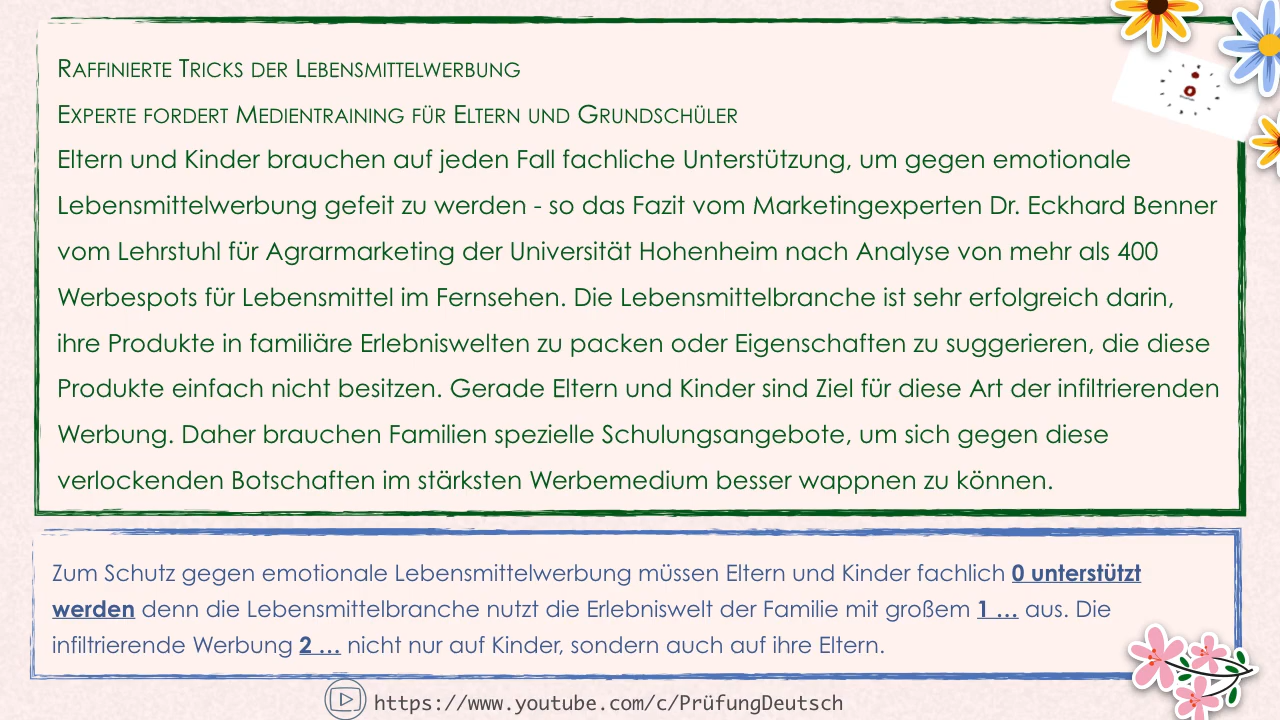 Raffinierte Tricks der Lebensmittelwerbung
Experte fordert Medientraining für Eltern und Grundschüler
Eltern und Kinder brauchen auf jeden Fall fachliche Unterstützung, um gegen emotionale
Lebensmittelwerbung gefeit zu werden - so das Fazit vom Marketingexperten Dr. Eckhard Benner
vom Lehrstuhl für Agrarmarketing der Universität Hohenheim nach Analyse von mehr als 400
Werbespots für Lebensmittel im Fernsehen. Die Lebensmittelbranche ist sehr erfolgreich darin,
ihre Produkte in familiäre Erlebniswelten zu packen oder Eigenschaften zu suggerieren, die diese
Produkte einfach nicht besitzen. Gerade Eltern und Kinder sind Ziel für diese Art der infiltrierenden
Werbung. Daher brauchen Familien spezielle Schulungsangebote, um sich gegen diese
verlockenden Botschaften im stärksten Werbemedium besser wappnen zu können.
Zum Schutz gegen emotionale Lebensmittelwerbung müssen Eltern und Kinder fachlich 0 unterstützt
werden denn die Lebensmittelbranche nutzt die Erlebniswelt der Familie mit großem 1 … aus. Die
infiltrierende Werbung 2 … nicht nur auf Kinder, sondern auch auf ihre Eltern.
https://www.youtube.com/c/PrüfungDeutsch